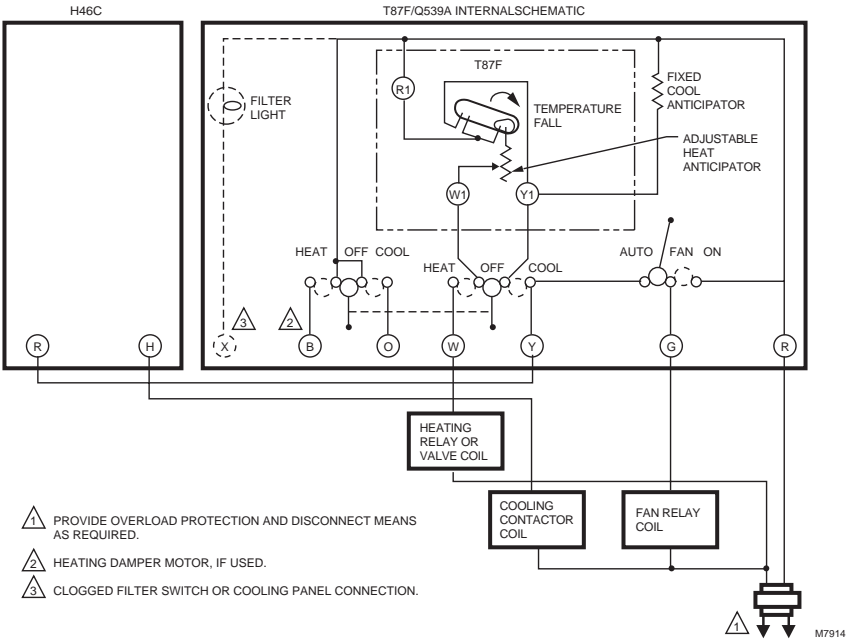 H46C
T87F/Q539A INTERNALSCHEMATIC
T87F
R1
FILTER
LIGHT
TEMPERATURE
FALL
FIXED
COOL
ANTICIPATOR
ADJUSTABLE
HEAT
ANTICIPATOR
W1
Y1
HEAT OFF COOL
HEAT OFF COOL
AUTO FAN ON
3
2
R
H
X
B
O
W
Y
G
R
HEATING
RELAY OR
VALVE COIL
COOLING
CONTACTOR
COIL
FAN RELAY
COIL
1 PROVIDE OVERLOAD PROTECTION AND DISCONNECT MEANS
AS REQUIRED.
2 HEATING DAMPER MOTOR, IF USED.
3 CLOGGED FILTER SWITCH OR COOLING PANEL CONNECTION.
1
M7914